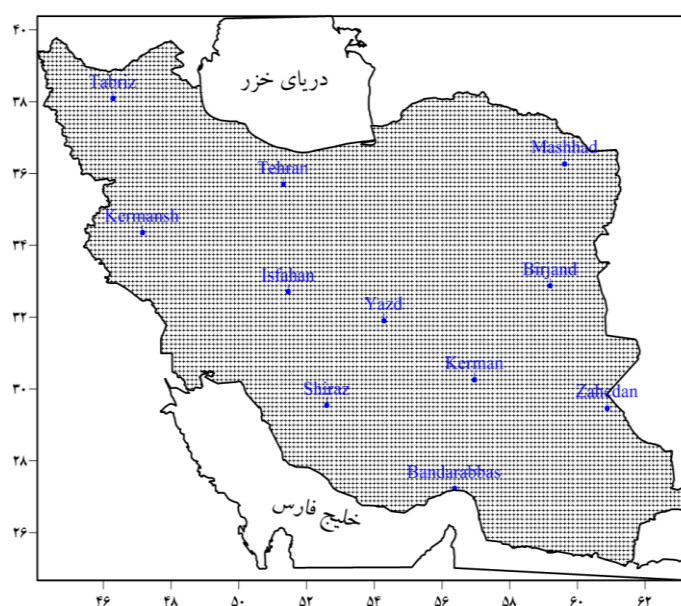 ۴۰
دریای خزر
Tabriz
۳۸
Mashhad
۳۶
Tehran
Kermansh
۳۴
Isfahan
Birjand
Yazd
۳۲
Kerman
۳۰
Shiraz
Zahedan
۲۸
Bandarabbas
خلیج فارس
۲۶
۴۶ ۴۸ ۵۰ ۵۲ ۵۴ ۵۶ ۵۸ ۶۰ ۶۲